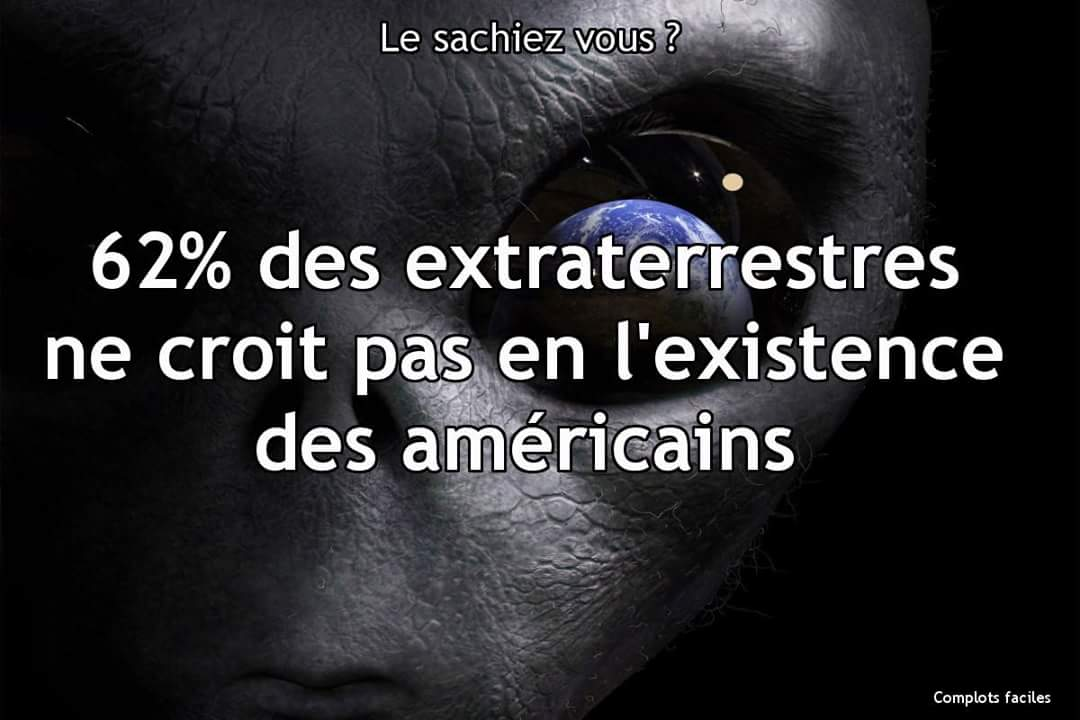 Le sachiez vous ?
62% des extraterrestres
ne croit pas en l'existence
des américains
Complots faciles